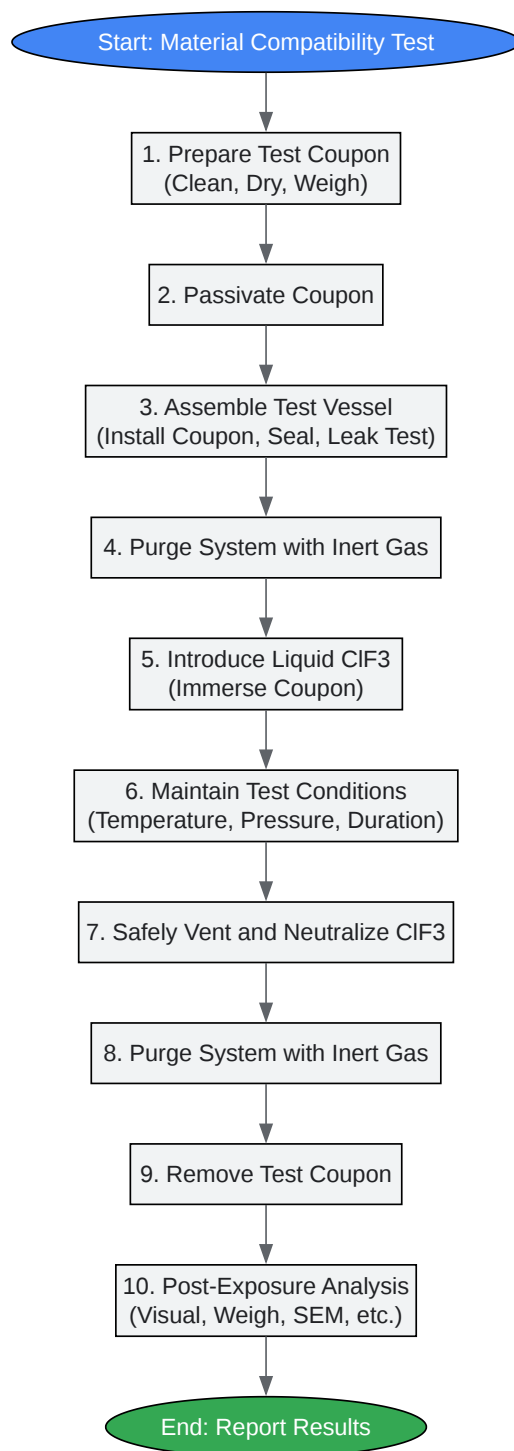 Start: Material Compatibility Test
1. Prepare Test Coupon
(Clean, Dry, Weigh)
2. Passivate Coupon
3. Assemble Test Vessel
(Install Coupon, Seal, Leak Test)
4. Purge System with Inert Gas
5. Introduce Liquid ClF3
(Immerse Coupon)
6. Maintain Test Conditions
(Temperature, Pressure, Duration)
7. Safely Vent and Neutralize ClF3
8. Purge System with Inert Gas
9. Remove Test Coupon
10. Post-Exposure Analysis
(Visual, Weigh, SEM, etc.)
End: Report Results